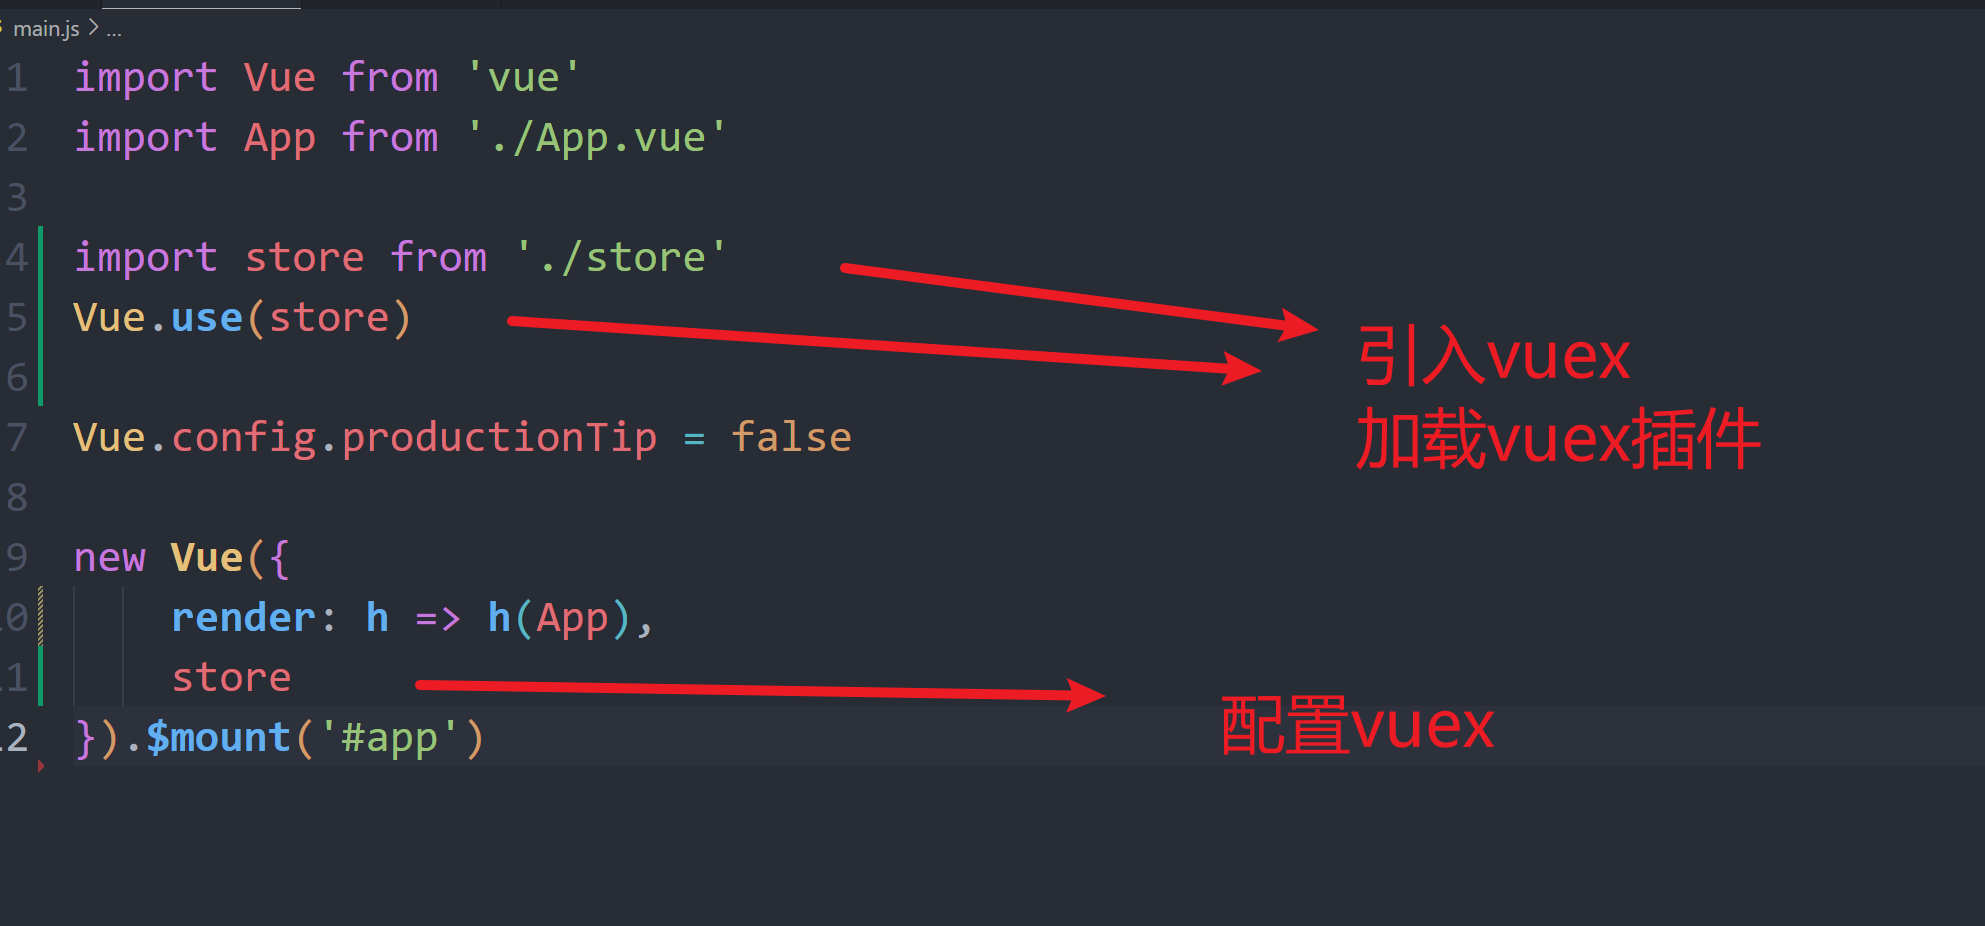 main.js > ...
1 import Vue from 'vue'
2 import App from './App.vue'
3
4 import store from './store'
5 Vue.use(store)
6
引入vuex
加载vuex插件
7 Vue.config.productionTip = false
8
9 new Vue({
10 render: h => h(App),
11 store
配置vuex
12 }).$mount('#app')